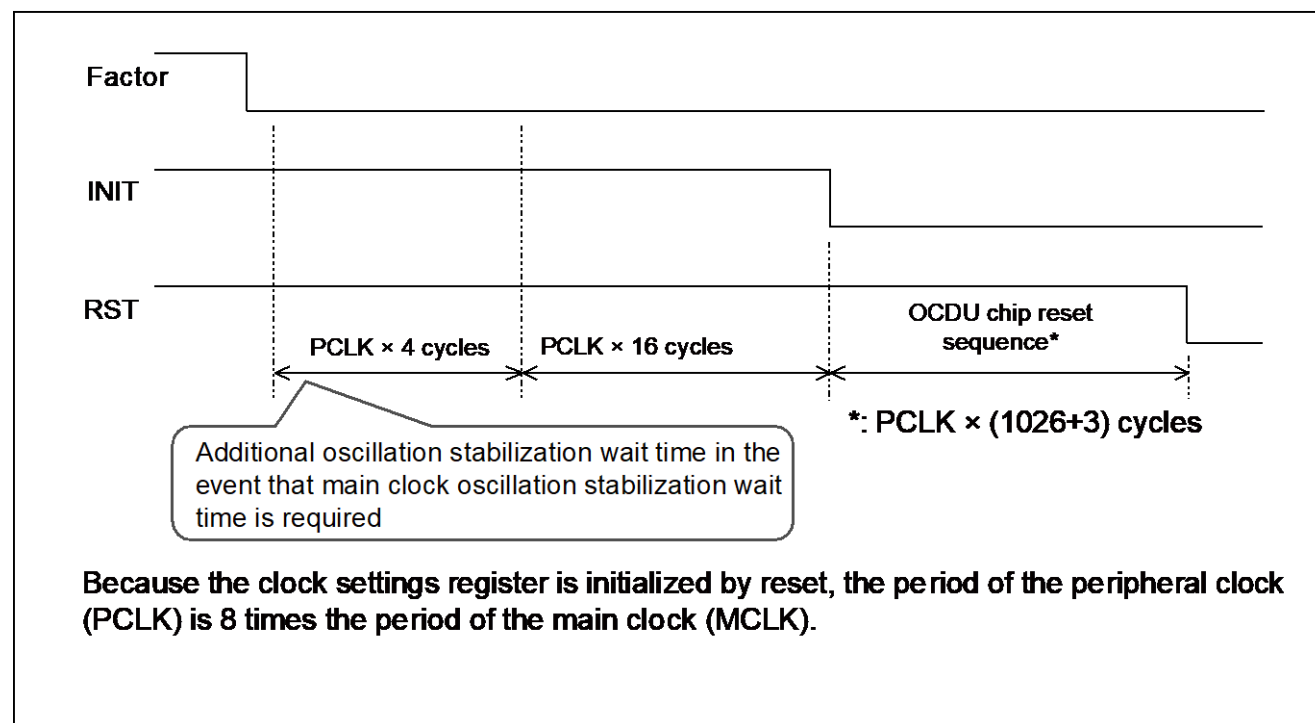 Factor
INIT
RST
PCLK × 4 cycles
PCLK × 16 cycles
OCDU chip reset
sequence*
*: PCLK × (1026+3) cycles
Additional oscillation stabilization wait time in the
event that main clock oscillation stabilization wait
time is required
Because the clock settings register is initialized by reset, the period of the peripheral clock
(PCLK) is 8 times the period of the main clock (MCLK).